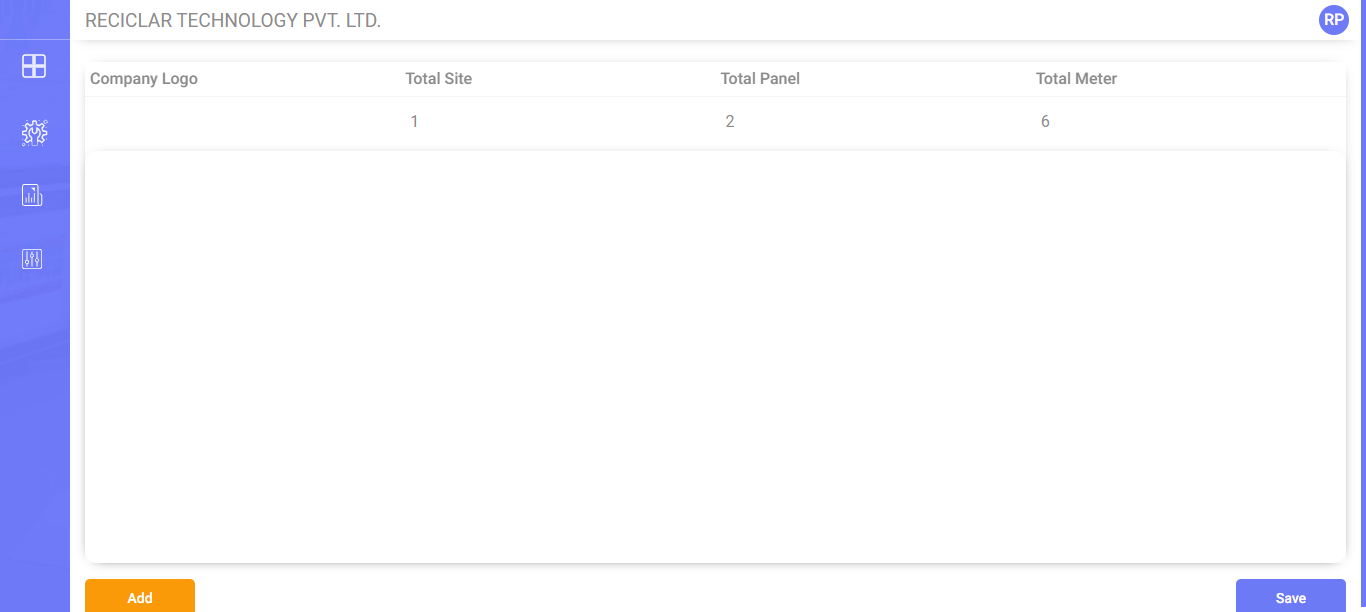 RECICLAR TECHNOLOGY PVT. LTD. RP
Company Logo Total Site Total Panel Total Meter
1 2 6
Add Save